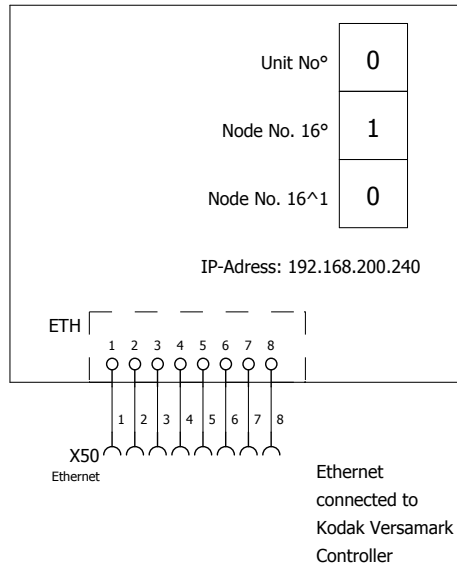 Unit No° 0
Node No. 16° 1
Node No. 16^1 0
IP-Adress: 192.168.200.240
ETH
1 2 3 4 5 6 7 8
1 2 3 4 5 6 7 8
X50
Ethernet
Ethernet
connected to
Kodak Versamark
Controller